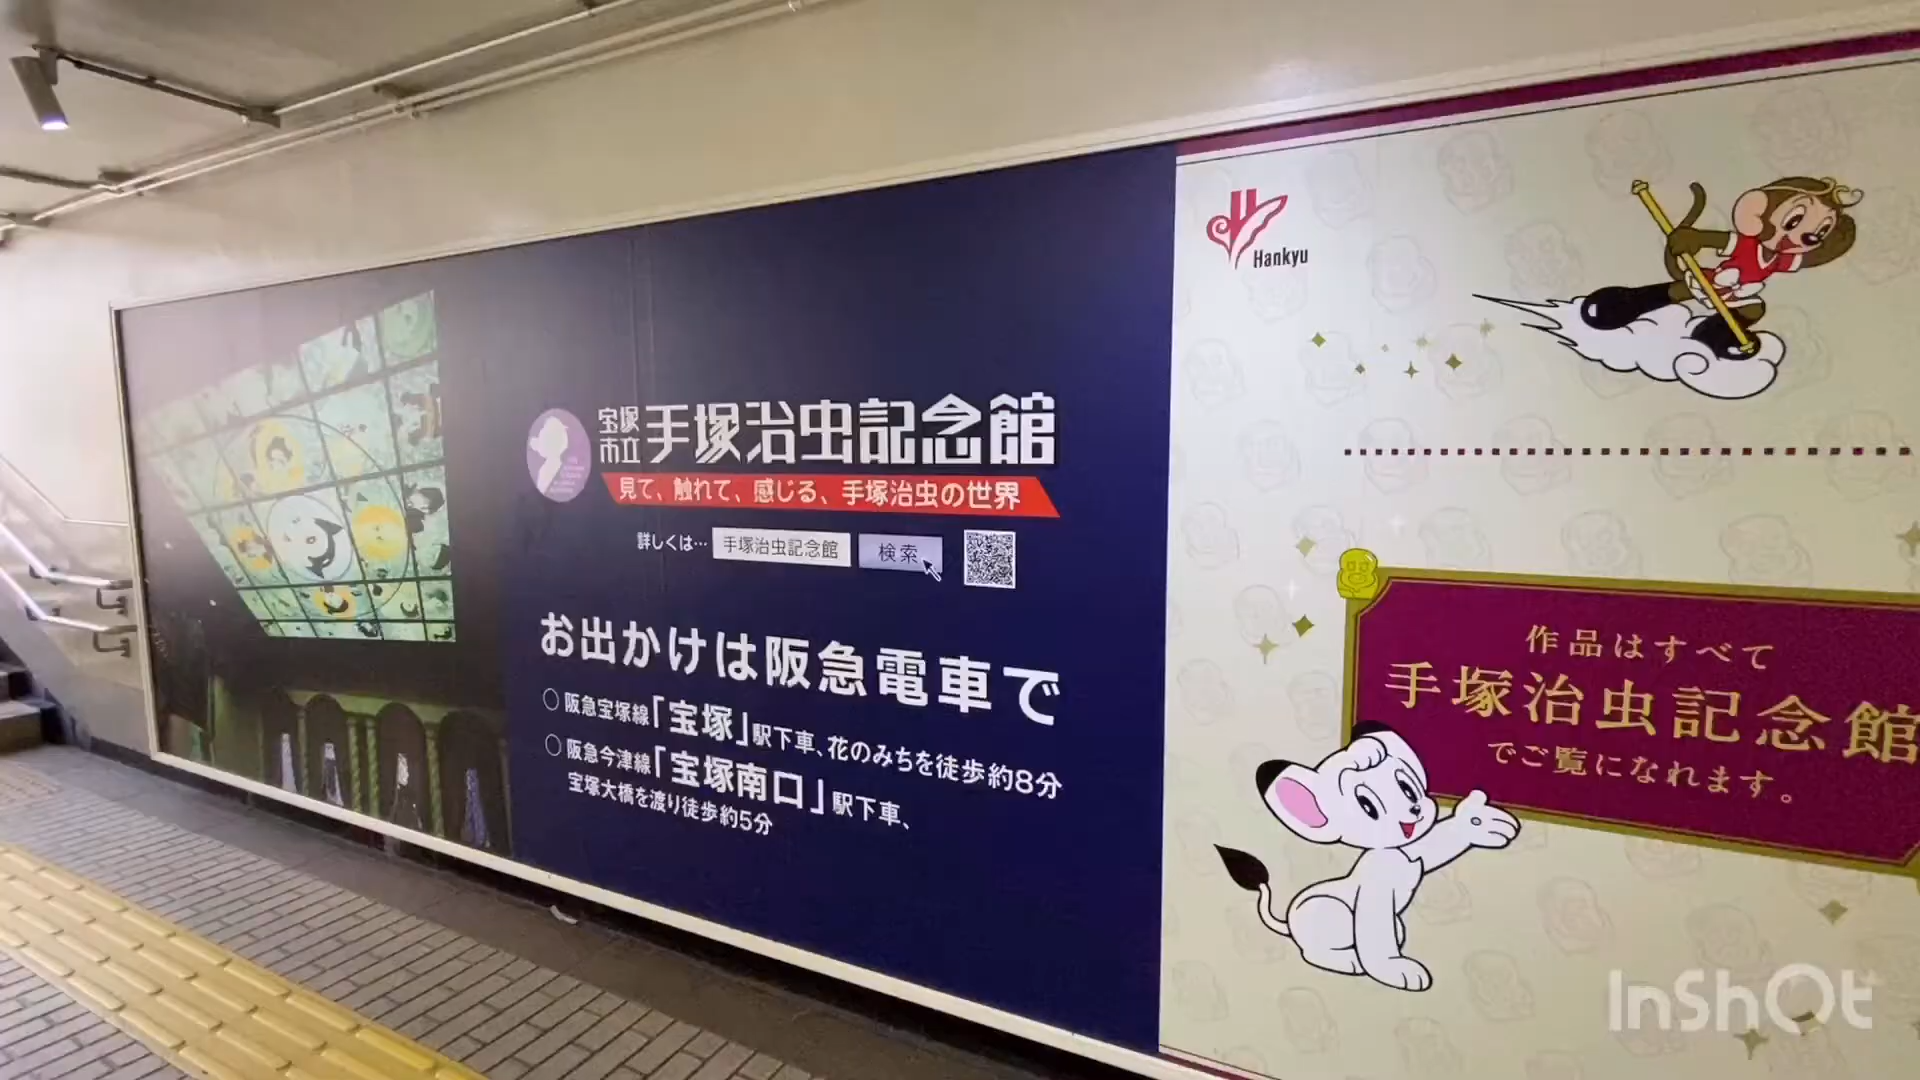 宝塚市立 手塚治虫記念館
見て、触れて、感じる、手塚治虫の世界
詳しくは… 手塚治虫記念館 検索
お出かけは阪急電車で
○阪急宝塚線「宝塚」駅下車、花のみちを徒歩約8分
○阪急今津線「宝塚南口」駅下車、
宝塚大橋を渡り徒歩約5分
Hankyu
作品はすべて
手塚治虫記念館
でご覧になれます。
InShOt